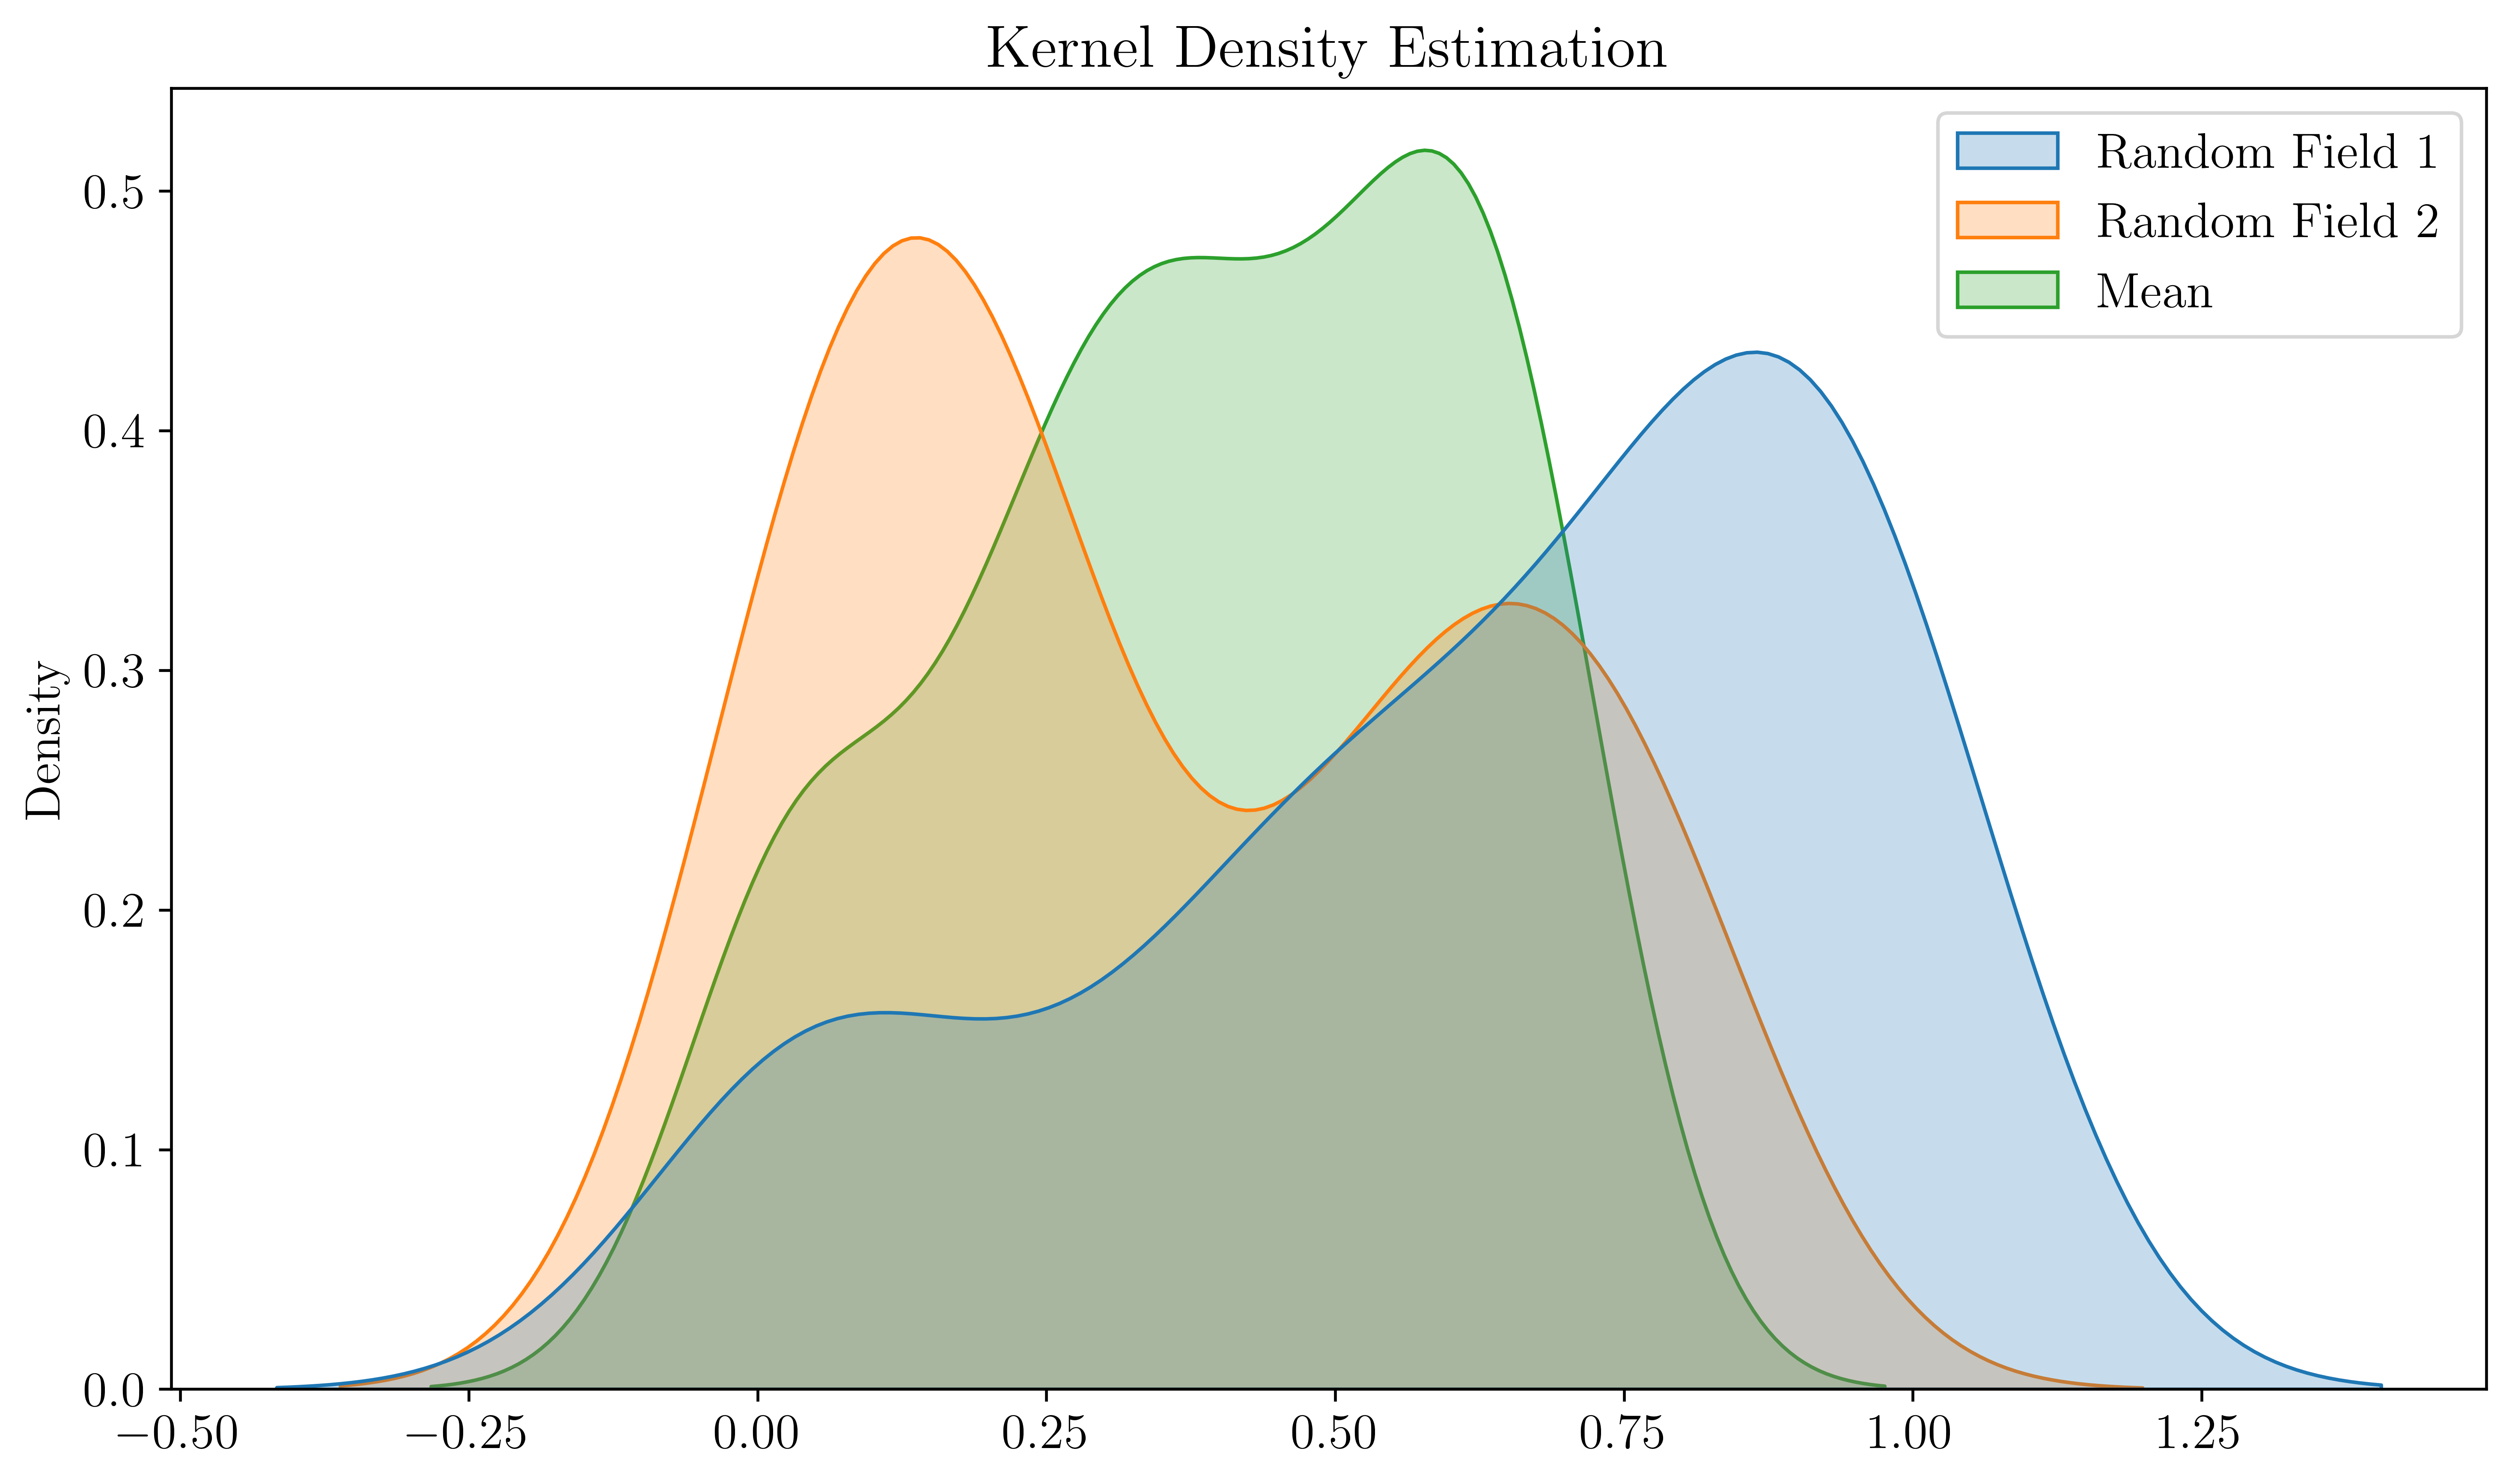 Kernel Density Estimation
Random Field 1
Random Field 2
Mean
Density
0.5
0.4
0.3
0.2
0.1
0.0
−0.50 −0.25 0.00 0.25 0.50 0.75 1.00 1.25